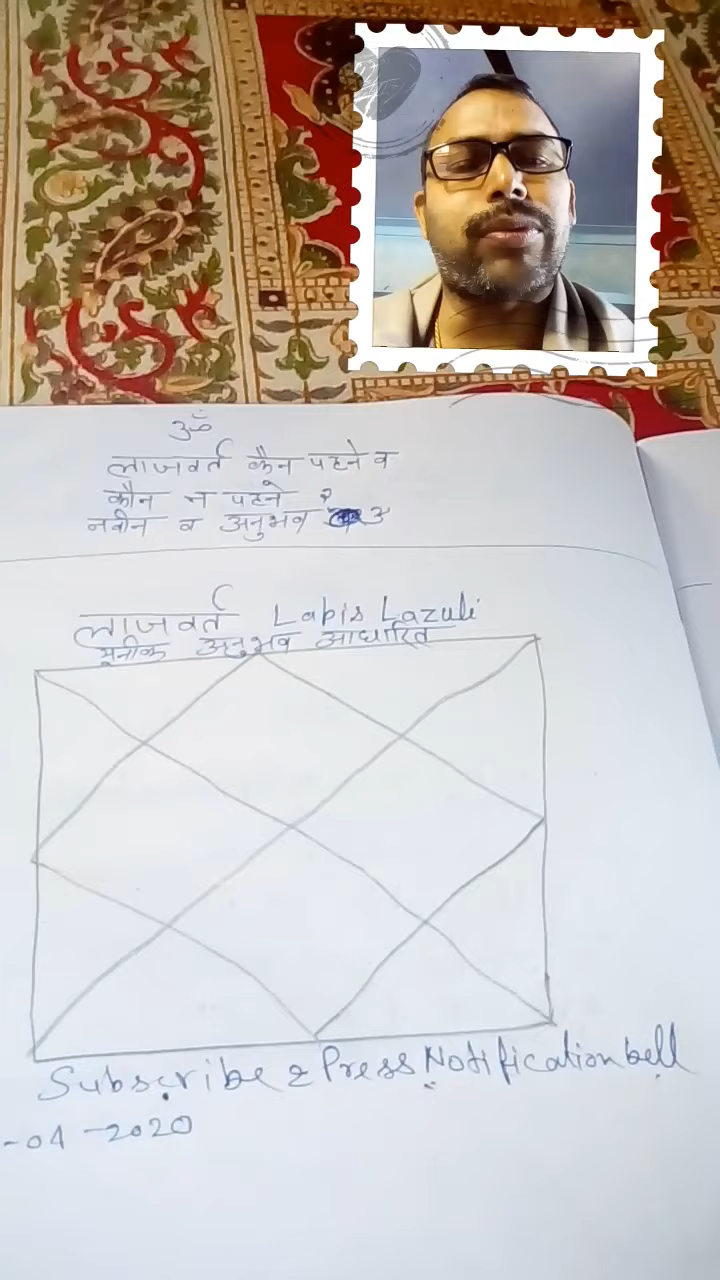 ॐ
लाजवर्त कौन पहने व
कौन न पहने ?
नवीन व अनुभव
लाजवर्त Lapis Lazuli
यूनीक अनुभव आधारित
Subscribe & Press Notification bell
-04-2020